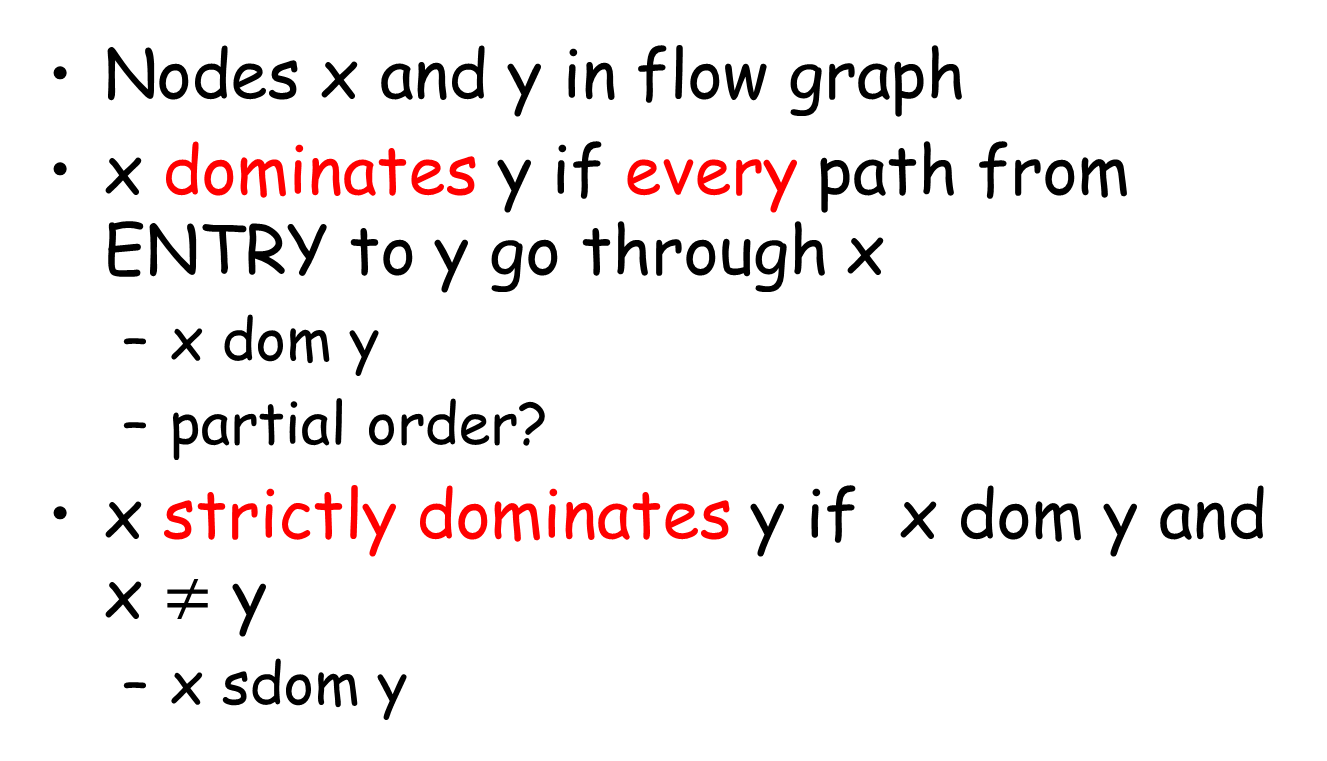 • Nodes x and y in flow graph
• x dominates y if every path from
ENTRY to y go through x
– x dom y
– partial order?
• x strictly dominates y if x dom y and
x ≠ y
– x sdom y